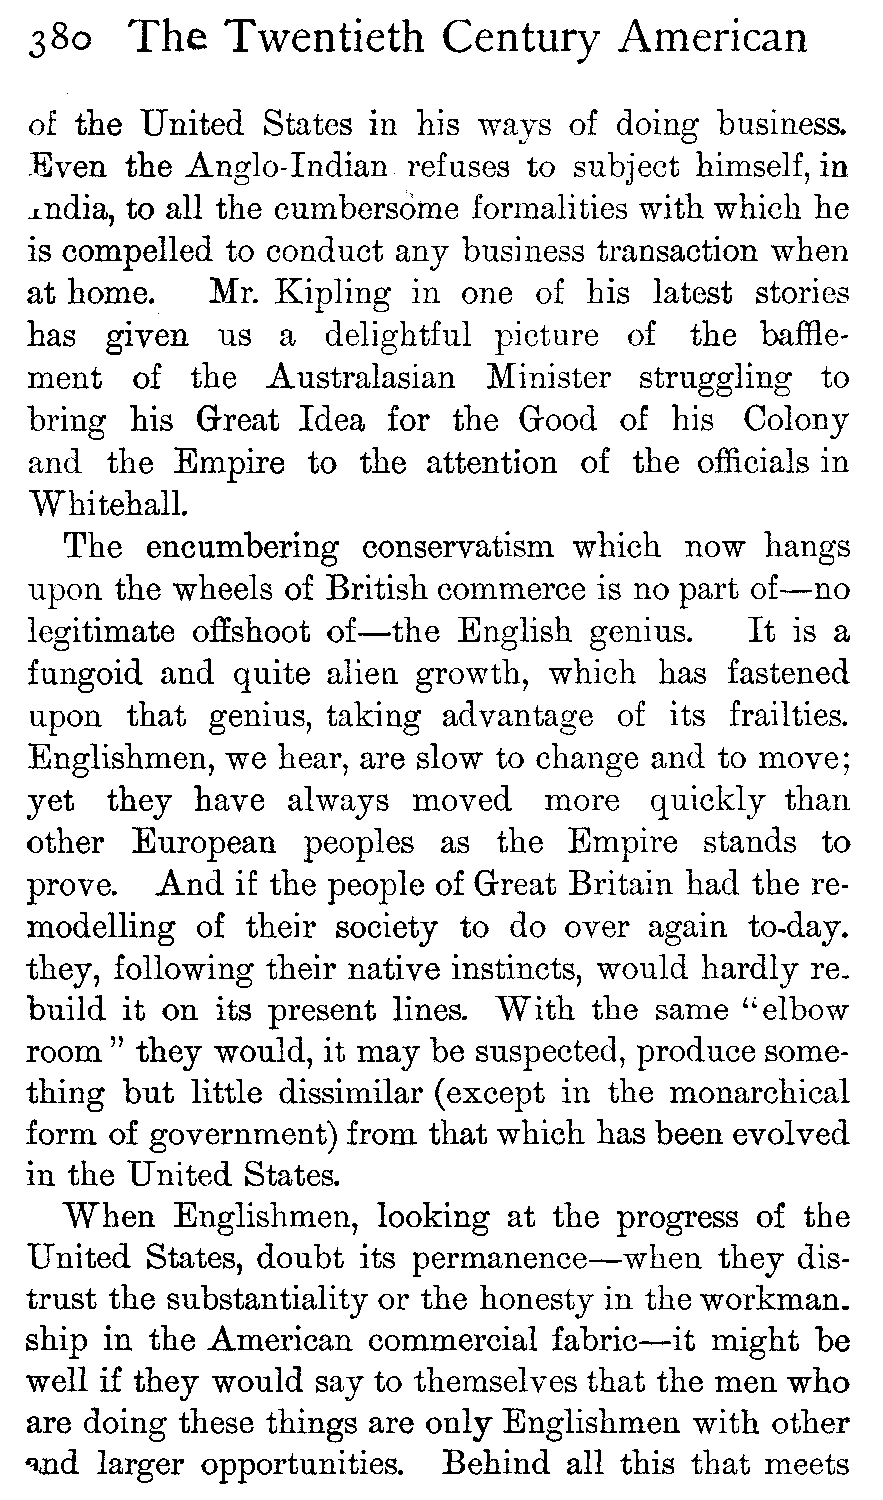 380 The Twentieth Century American
of the United States in his ways of doing business.
Even the Anglo-Indian refuses to subject himself, in
India, to all the cumbersome formalities with which he
is compelled to conduct any business transaction when
at home. Mr. Kipling in one of his latest stories
has given us a delightful picture of the baffle-
ment of the Australasian Minister struggling to
bring his Great Idea for the Good of his Colony
and the Empire to the attention of the officials in
Whitehall.
The encumbering conservatism which now hangs
upon the wheels of British commerce is no part of—no
legitimate offshoot of—the English genius. It is a
fungoid and quite alien growth, which has fastened
upon that genius, taking advantage of its frailties.
Englishmen, we hear, are slow to change and to move;
yet they have always moved more quickly than
other European peoples as the Empire stands to
prove. And if the people of Great Britain had the re-
modelling of their society to do over again to-day.
they, following their native instincts, would hardly re-
build it on its present lines. With the same "elbow
room" they would, it may be suspected, produce some-
thing but little dissimilar (except in the monarchical
form of government) from that which has been evolved
in the United States.
When Englishmen, looking at the progress of the
United States, doubt its permanence—when they dis-
trust the substantiality or the honesty in the workman-
ship in the American commercial fabric—it might be
well if they would say to themselves that the men who
are doing these things are only Englishmen with other
and larger opportunities. Behind all this that meets